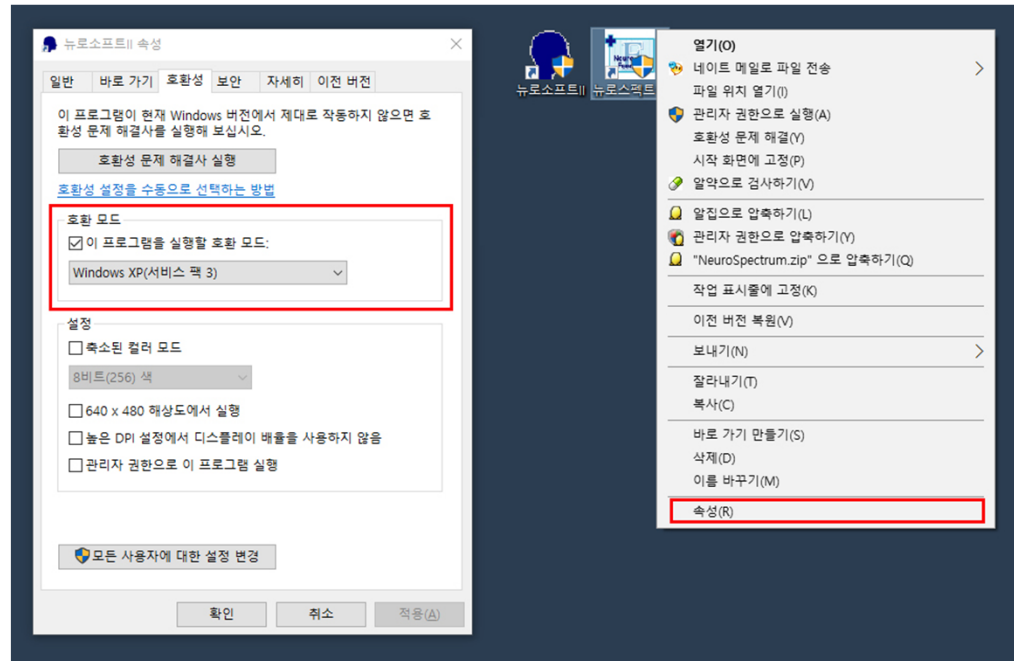 뉴로소프트II 속성
일반 바로 가기 호환성 보안 자세히 이전 버전
이 프로그램이 현재 Windows 버전에서 제대로 작동하지 않으면 호
환성 문제 해결사를 실행해 보십시오.
호환성 문제 해결사 실행
호환성 설정을 수동으로 선택하는 방법
호환 모드
이 프로그램을 실행할 호환 모드:
Windows XP(서비스 팩 3)
설정
축소된 컬러 모드
8비트(256) 색
640 x 480 해상도에서 실행
높은 DPI 설정에서 디스플레이 배율을 사용하지 않음
관리자 권한으로 이 프로그램 실행
모든 사용자에 대한 설정 변경
확인 취소 적용(A)
뉴로소프트II
뉴로스펙트
열기(O)
네이트 메일로 파일 전송
파일 위치 열기(I)
관리자 권한으로 실행(A)
호환성 문제 해결(Y)
시작 화면에 고정(P)
알약으로 검사하기(V)
알집으로 압축하기(L)
관리자 권한으로 압축하기(Y)
"NeuroSpectrum.zip" 으로 압축하기(Q)
작업 표시줄에 고정(K)
이전 버전 복원(V)
보내기(N)
잘라내기(T)
복사(C)
바로 가기 만들기(S)
삭제(D)
이름 바꾸기(M)
속성(R)